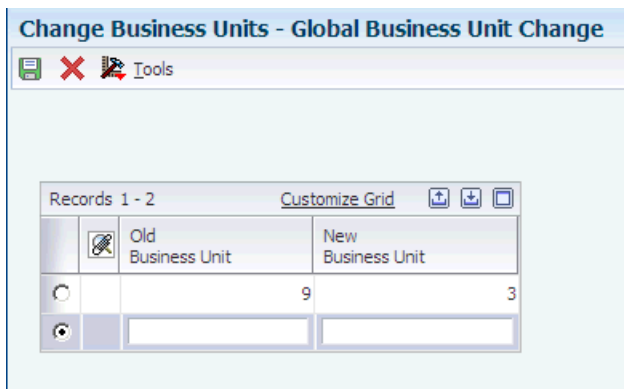 Change Business Units - Global Business Unit Change
Tools
Records 1 - 2 Customize Grid
Old Business Unit New Business Unit
9 3